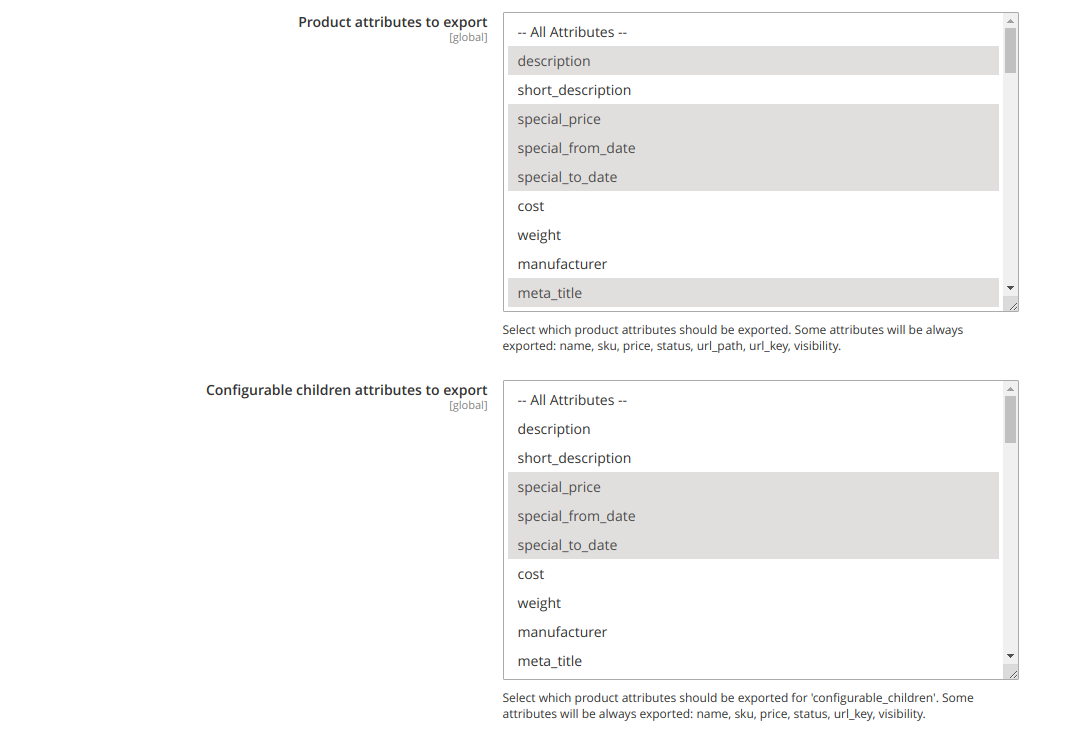 Product attributes to export
[global]
-- All Attributes --
description
short_description
special_price
special_from_date
special_to_date
cost
weight
manufacturer
meta_title
Select which product attributes should be exported. Some attributes will be always
exported: name, sku, price, status, url_path, url_key, visibility.
Configurable children attributes to export
[global]
-- All Attributes --
description
short_description
special_price
special_from_date
special_to_date
cost
weight
manufacturer
meta_title
Select which product attributes should be exported for 'configurable_children'. Some
attributes will be always exported: name, sku, price, status, url_key, visibility.